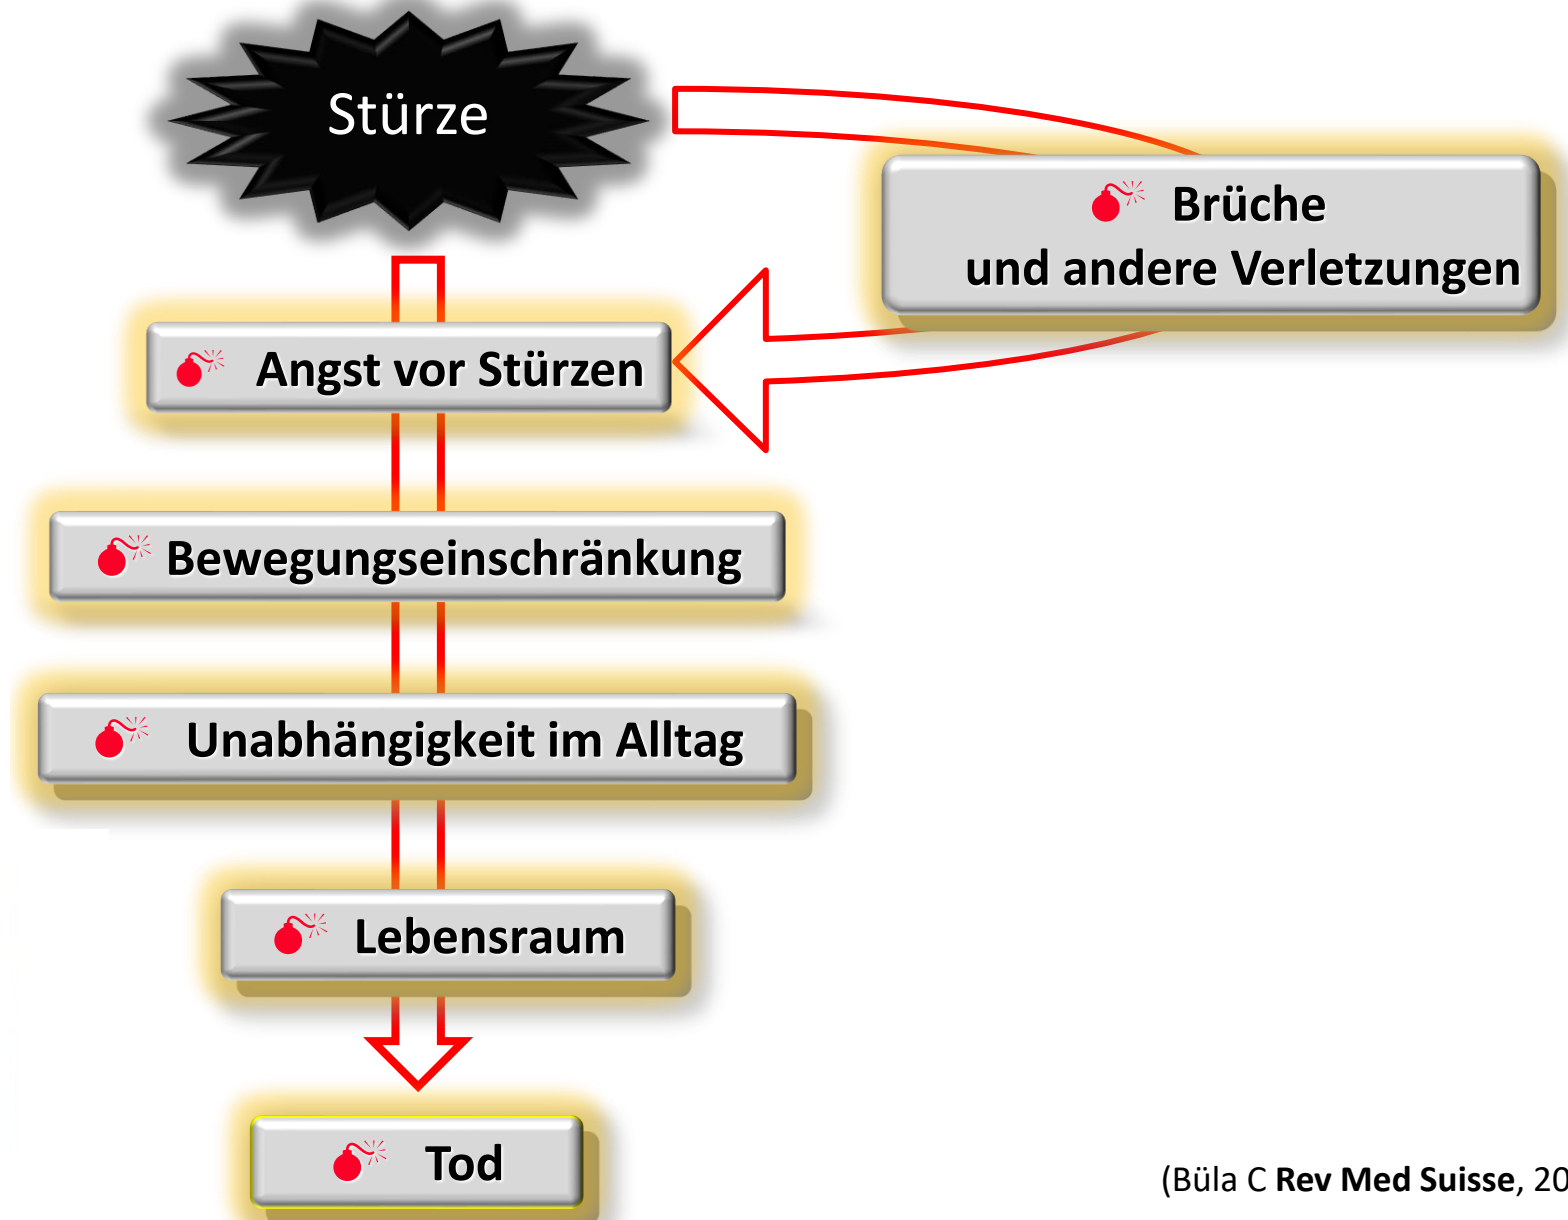 Stürze
Brüche
und andere Verletzungen
Angst vor Stürzen
Bewegungseinschränkung
Unabhängigkeit im Alltag
Lebensraum
Tod
(Büla C Rev Med Suisse, 20